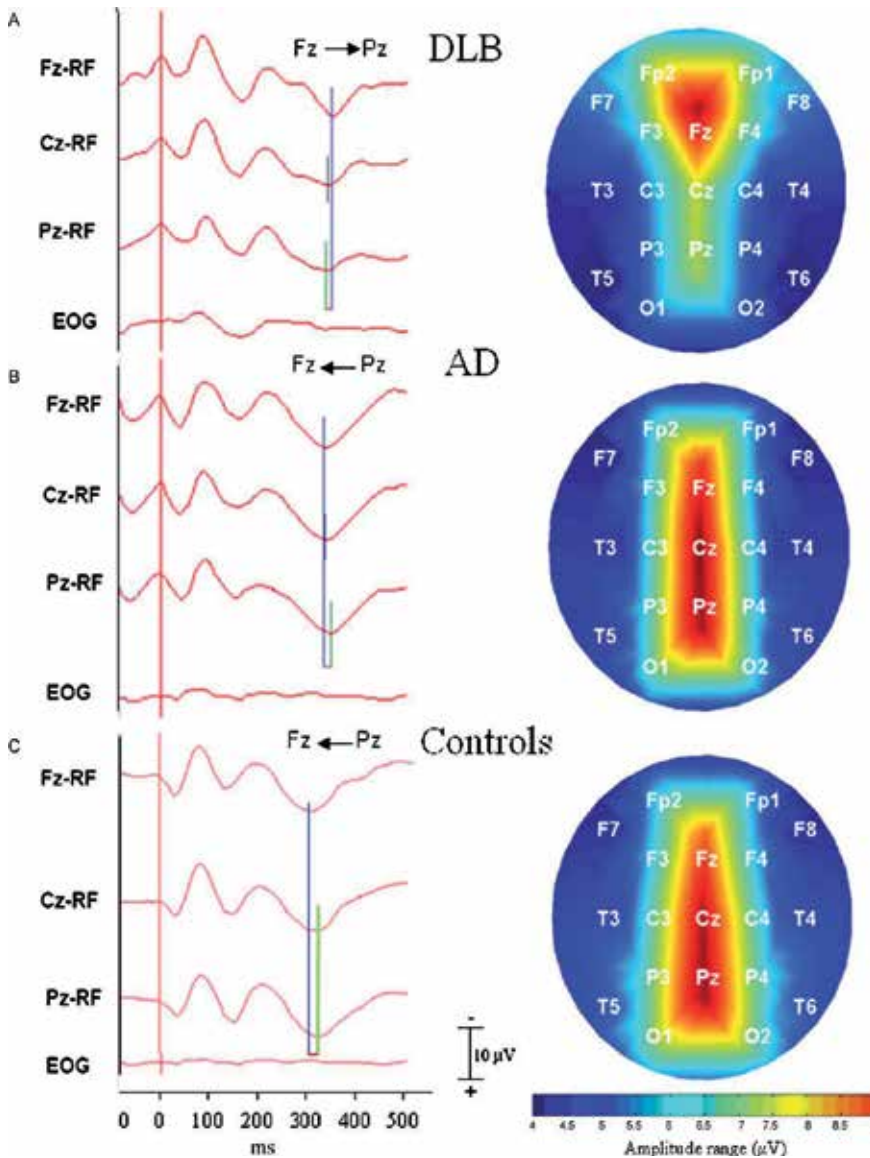 A
Fz → Pz
DLB
Fz-RF
Cz-RF
Pz-RF
EOG
Fp2 Fp1
F7 F8
F3 Fz F4
T3 C3 Cz C4 T4
P3 Pz P4
T5 T6
O1 O2
B
Fz ← Pz
AD
Fz-RF
Cz-RF
Pz-RF
EOG
Fp2 Fp1
F7 F8
F3 Fz F4
T3 C3 Cz C4 T4
P3 Pz P4
T5 T6
O1 O2
C
Fz ← Pz
Controls
Fz-RF
Cz-RF
Pz-RF
EOG
-
10 μV
+
-0 0 100 200 300 400 500
ms
Fp2 Fp1
F7 F8
F3 Fz F4
T3 C3 Cz C4 T4
P3 Pz P4
T5 T6
O1 O2
4 4.5 5 5.5 6 6.5 7 7.5 8 8.5
Amplitude range (μV)